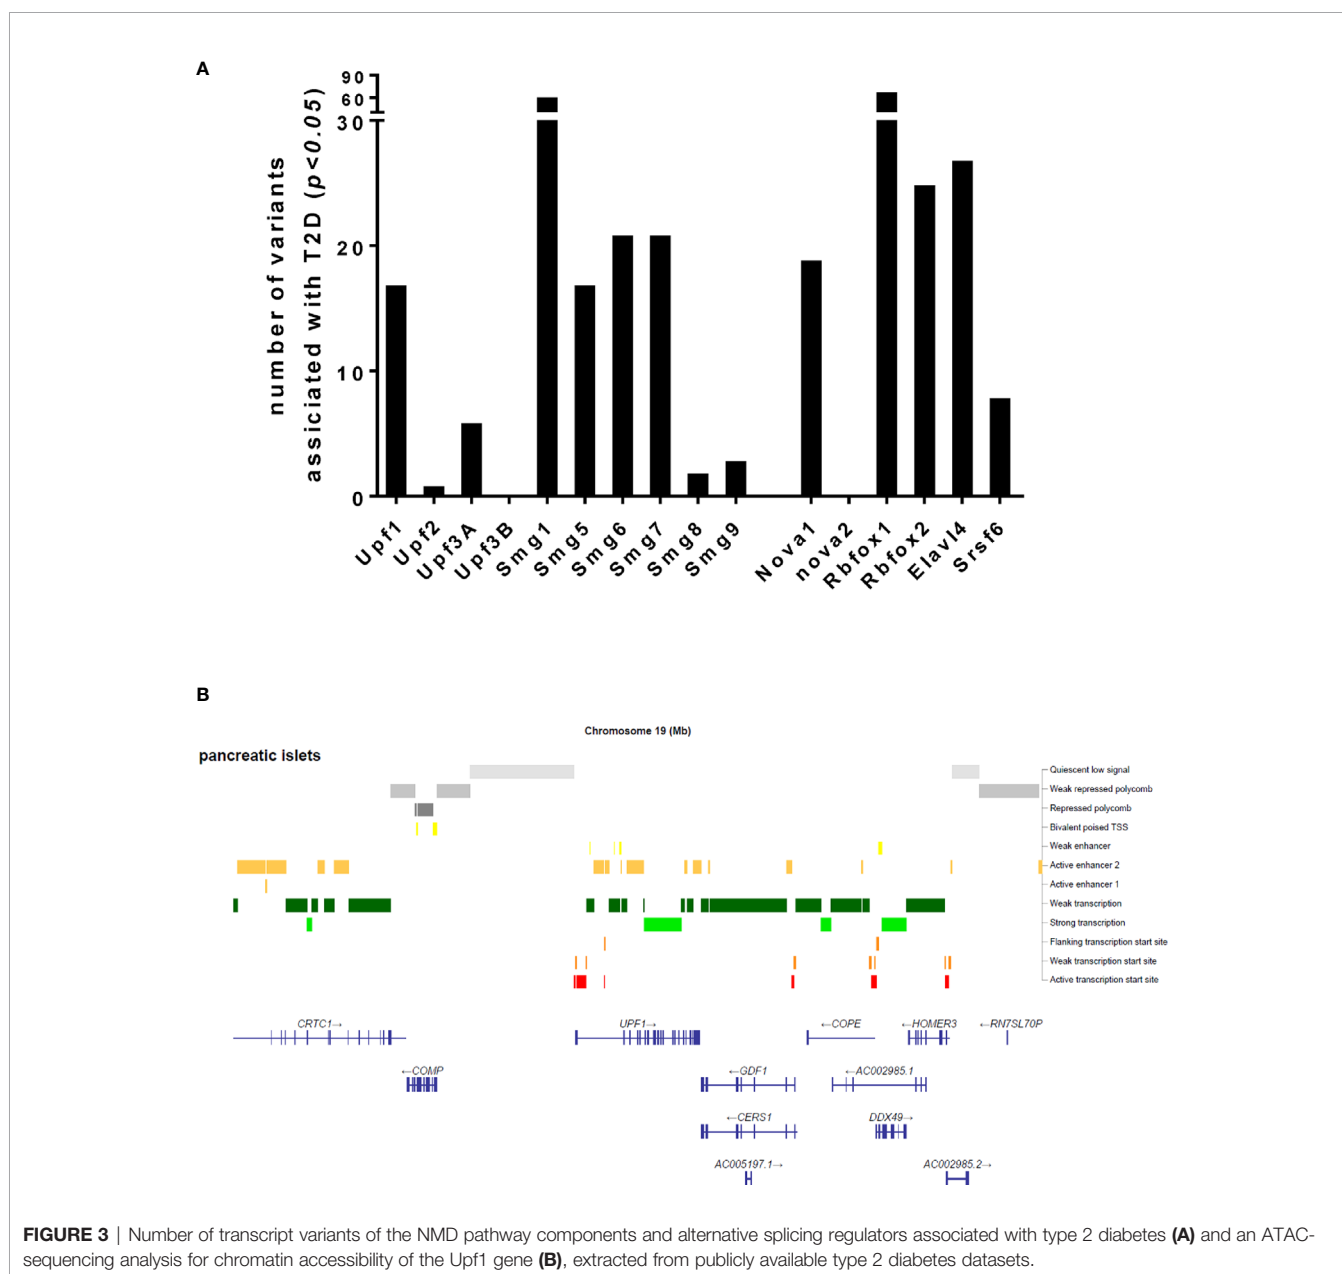 A
number of variants
assiciated with T2D (p<0.05)
90
60
30
20
10
0
Upf1
Upf2
Upf3A
Upf3B
Smg1
Smg5
Smg6
Smg7
Smg8
Smg9
Nova1
nova2
Rbfox1
Rbfox2
Elavl4
Srsf6
B
Chromosome 19 (Mb)
pancreatic islets
Quiescent low signal
Weak repressed polycomb
Repressed polycomb
Bivalent poised TSS
Weak enhancer
Active enhancer 2
Active enhancer 1
Weak transcription
Strong transcription
Flanking transcription start site
Weak transcription start site
Active transcription start site
CRTC1→ UPF1→ ←COPE ←HOMER3 ←RN7SL70P
←COMP ←GDF1 ←AC002985.1
←CERS1 DDX49→
AC005197.1→ AC002985.2→
FIGURE 3 | Number of transcript variants of the NMD pathway components and alternative splicing regulators associated with type 2 diabetes (A) and an ATAC-
sequencing analysis for chromatin accessibility of the Upf1 gene (B), extracted from publicly available type 2 diabetes datasets.